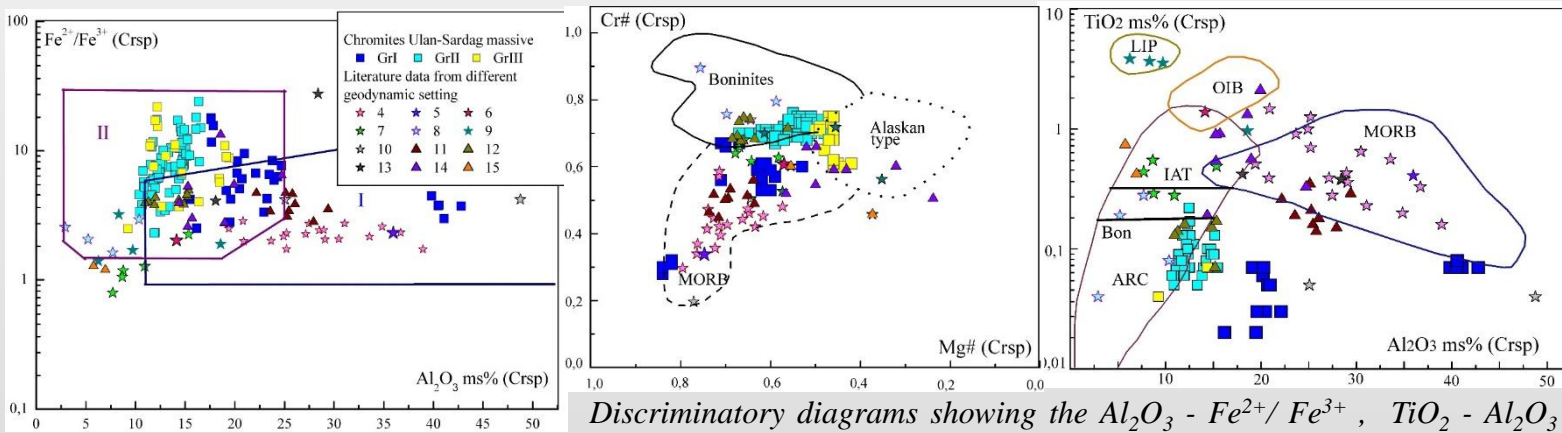 Fe²⁺/Fe³⁺ (Crsp)
100
10
1
0,1
0
5
10
15
20
25
30
35
40
45
50
Al₂O₃ ms% (Crsp)
II
I
Chromites Ulan-Sardag massive
GrI GrII GrIII
Literature data from different
geodynamic setting
4 5 6
7 8 9
10 11 12
13 14 15
Cr# (Crsp)
1,0
0,8
0,6
0,4
0,2
0,0
1,0 0,8 0,6 0,4 0,2 0,0
Mg# (Crsp)
Boninites
Alaskan
type
MORB
TiO₂ ms% (Crsp)
10
1
0,1
0,01
10 20 30 40 50
Al₂O₃ ms% (Crsp)
LIP
OIB
MORB
IAT
Bon
ARC
Discriminatory diagrams showing the Al₂O₃ - Fe²⁺/ Fe³⁺ , TiO₂ - Al₂O₃